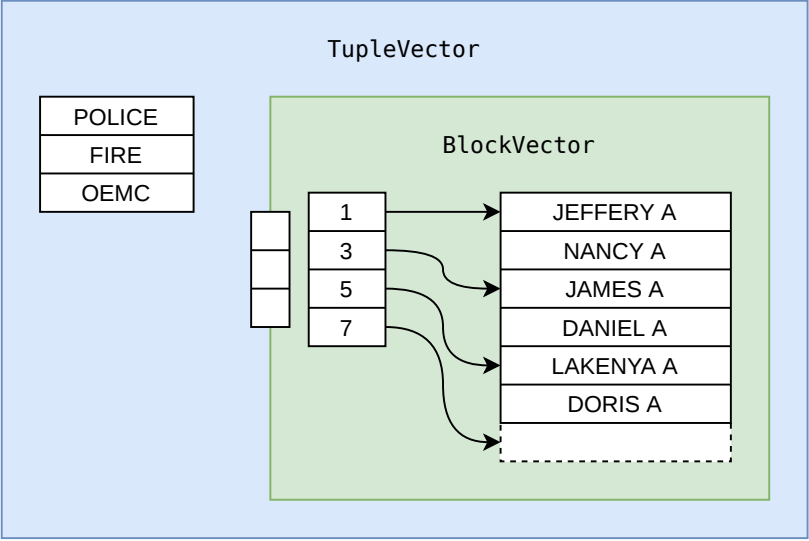 TupleVector
POLICE
FIRE
OEMC
BlockVector
1
3
5
7
JEFFERY A
NANCY A
JAMES A
DANIEL A
LAKENYA A
DORIS A